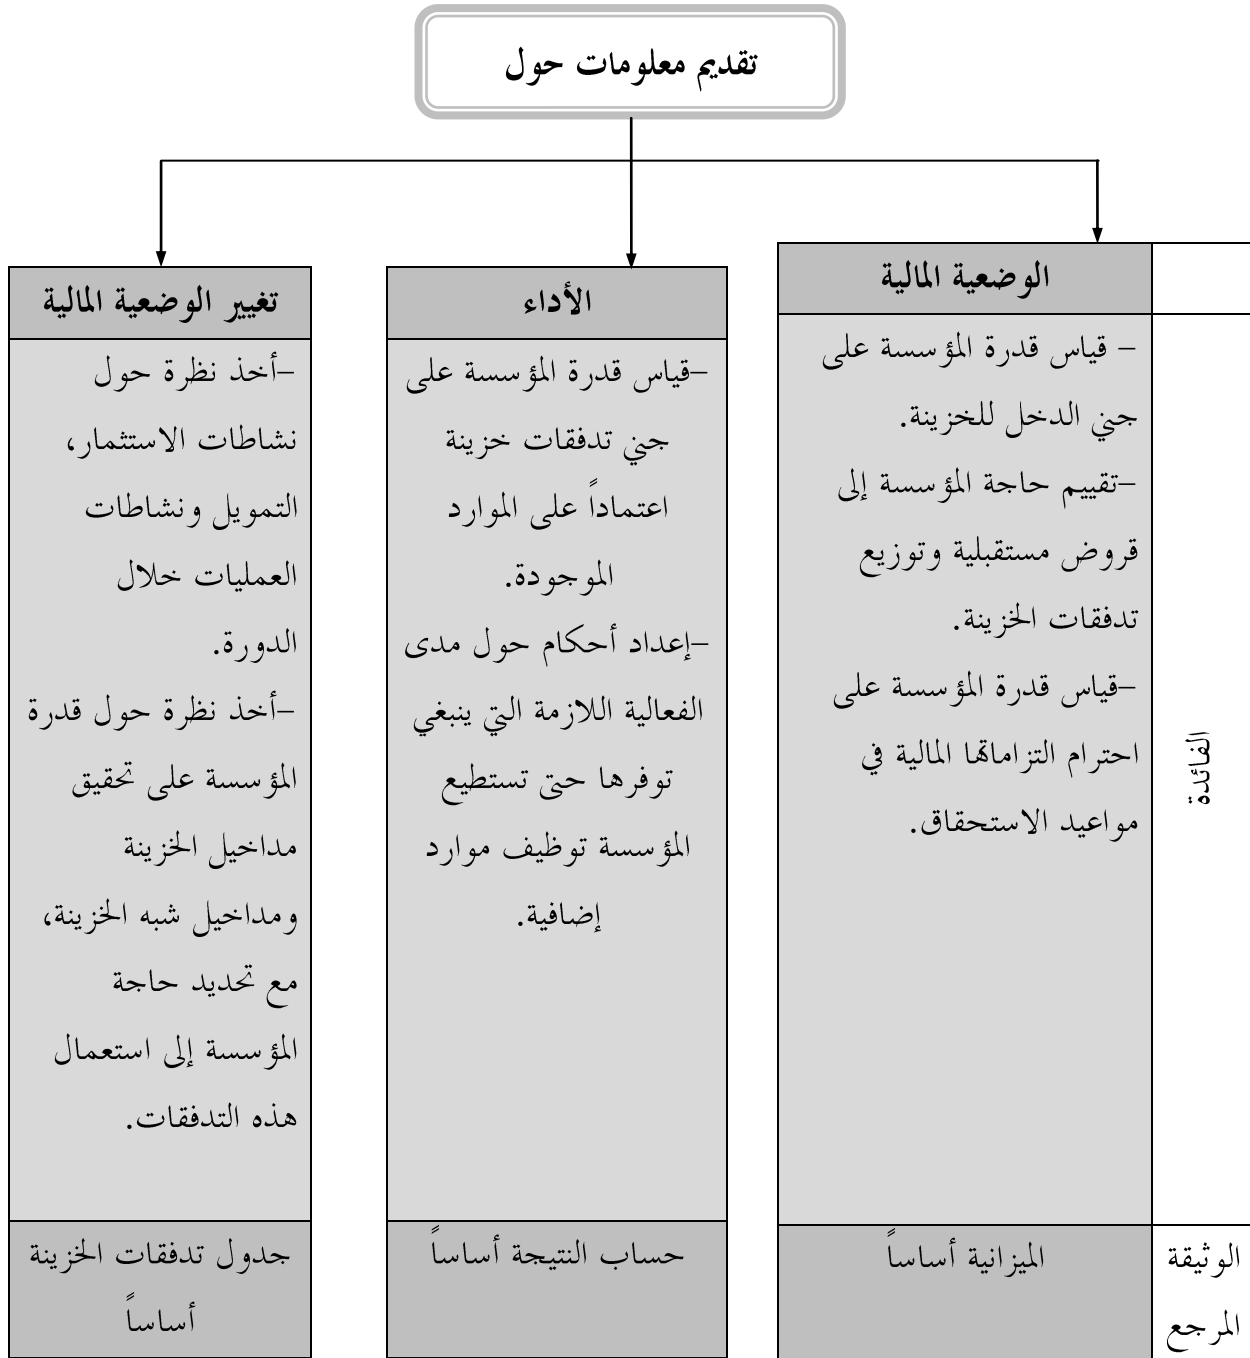 تقديم معلومات حول
الوضعية المالية
الأداء
تغيير الوضعية المالية
الفائدة
– قياس قدرة المؤسسة على
جني الدخل للخزينة.
–تقييم حاجة المؤسسة إلى
قروض مستقبلية وتوزيع
تدفقات الخزينة.
–قياس قدرة المؤسسة على
احترام التزاماتها المالية في
مواعيد الاستحقاق.
–قياس قدرة المؤسسة على
جني تدفقات خزينة
اعتماداً على الموارد
الموجودة.
–إعداد أحكام حول مدى
الفعالية اللازمة التي ينبغي
توفرها حتى تستطيع
المؤسسة توظيف موارد
إضافية.
–أخذ نظرة حول
نشاطات الاستثمار،
التمويل ونشاطات
العمليات خلال
الدورة.
–أخذ نظرة حول قدرة
المؤسسة على تحقيق
مداخيل الخزينة
ومداخيل شبه الخزينة،
مع تحديد حاجة
المؤسسة إلى استعمال
هذه التدفقات.
الوثيقة
المرجع
الميزانية أساساً
حساب النتيجة أساساً
جدول تدفقات الخزينة
أساساً